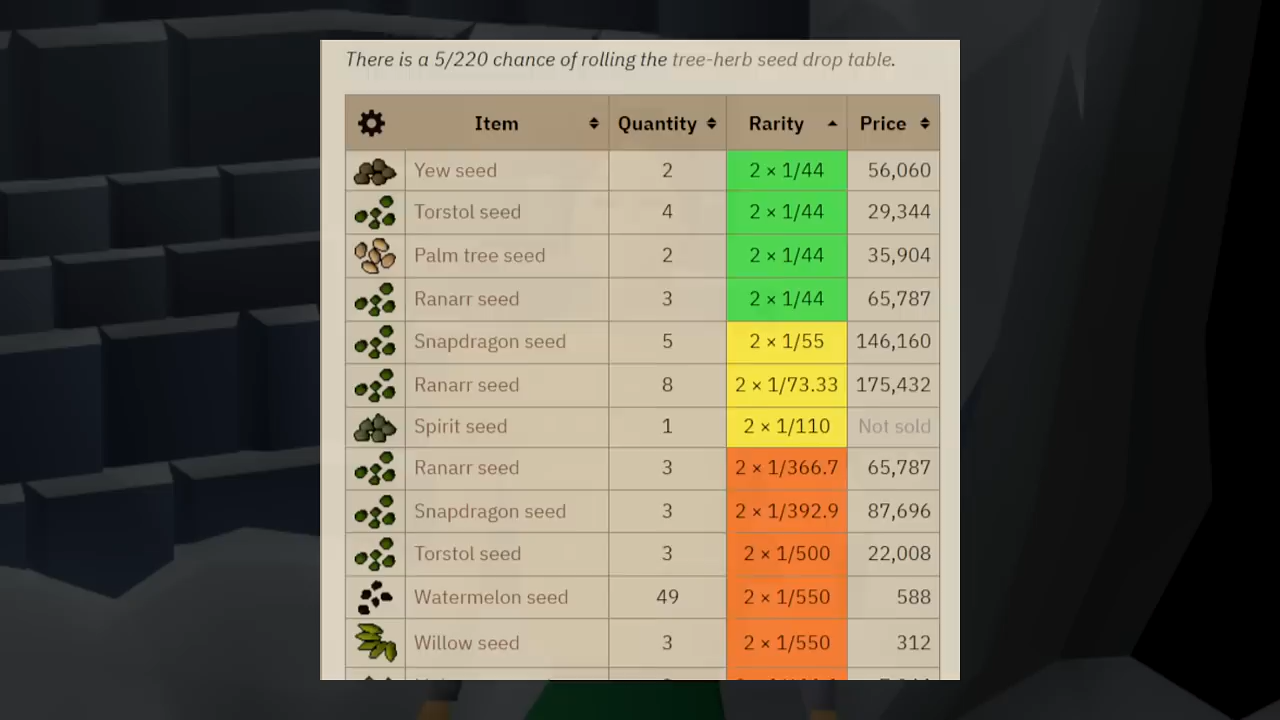 There is a 5/220 chance of rolling the tree-herb seed drop table.
Item Quantity Rarity Price
Yew seed 2 2 × 1/44 56,060
Torstol seed 4 2 × 1/44 29,344
Palm tree seed 2 2 × 1/44 35,904
Ranarr seed 3 2 × 1/44 65,787
Snapdragon seed 5 2 × 1/55 146,160
Ranarr seed 8 2 × 1/73.33 175,432
Spirit seed 1 2 × 1/110 Not sold
Ranarr seed 3 2 × 1/366.7 65,787
Snapdragon seed 3 2 × 1/392.9 87,696
Torstol seed 3 2 × 1/500 22,008
Watermelon seed 49 2 × 1/550 588
Willow seed 3 2 × 1/550 312